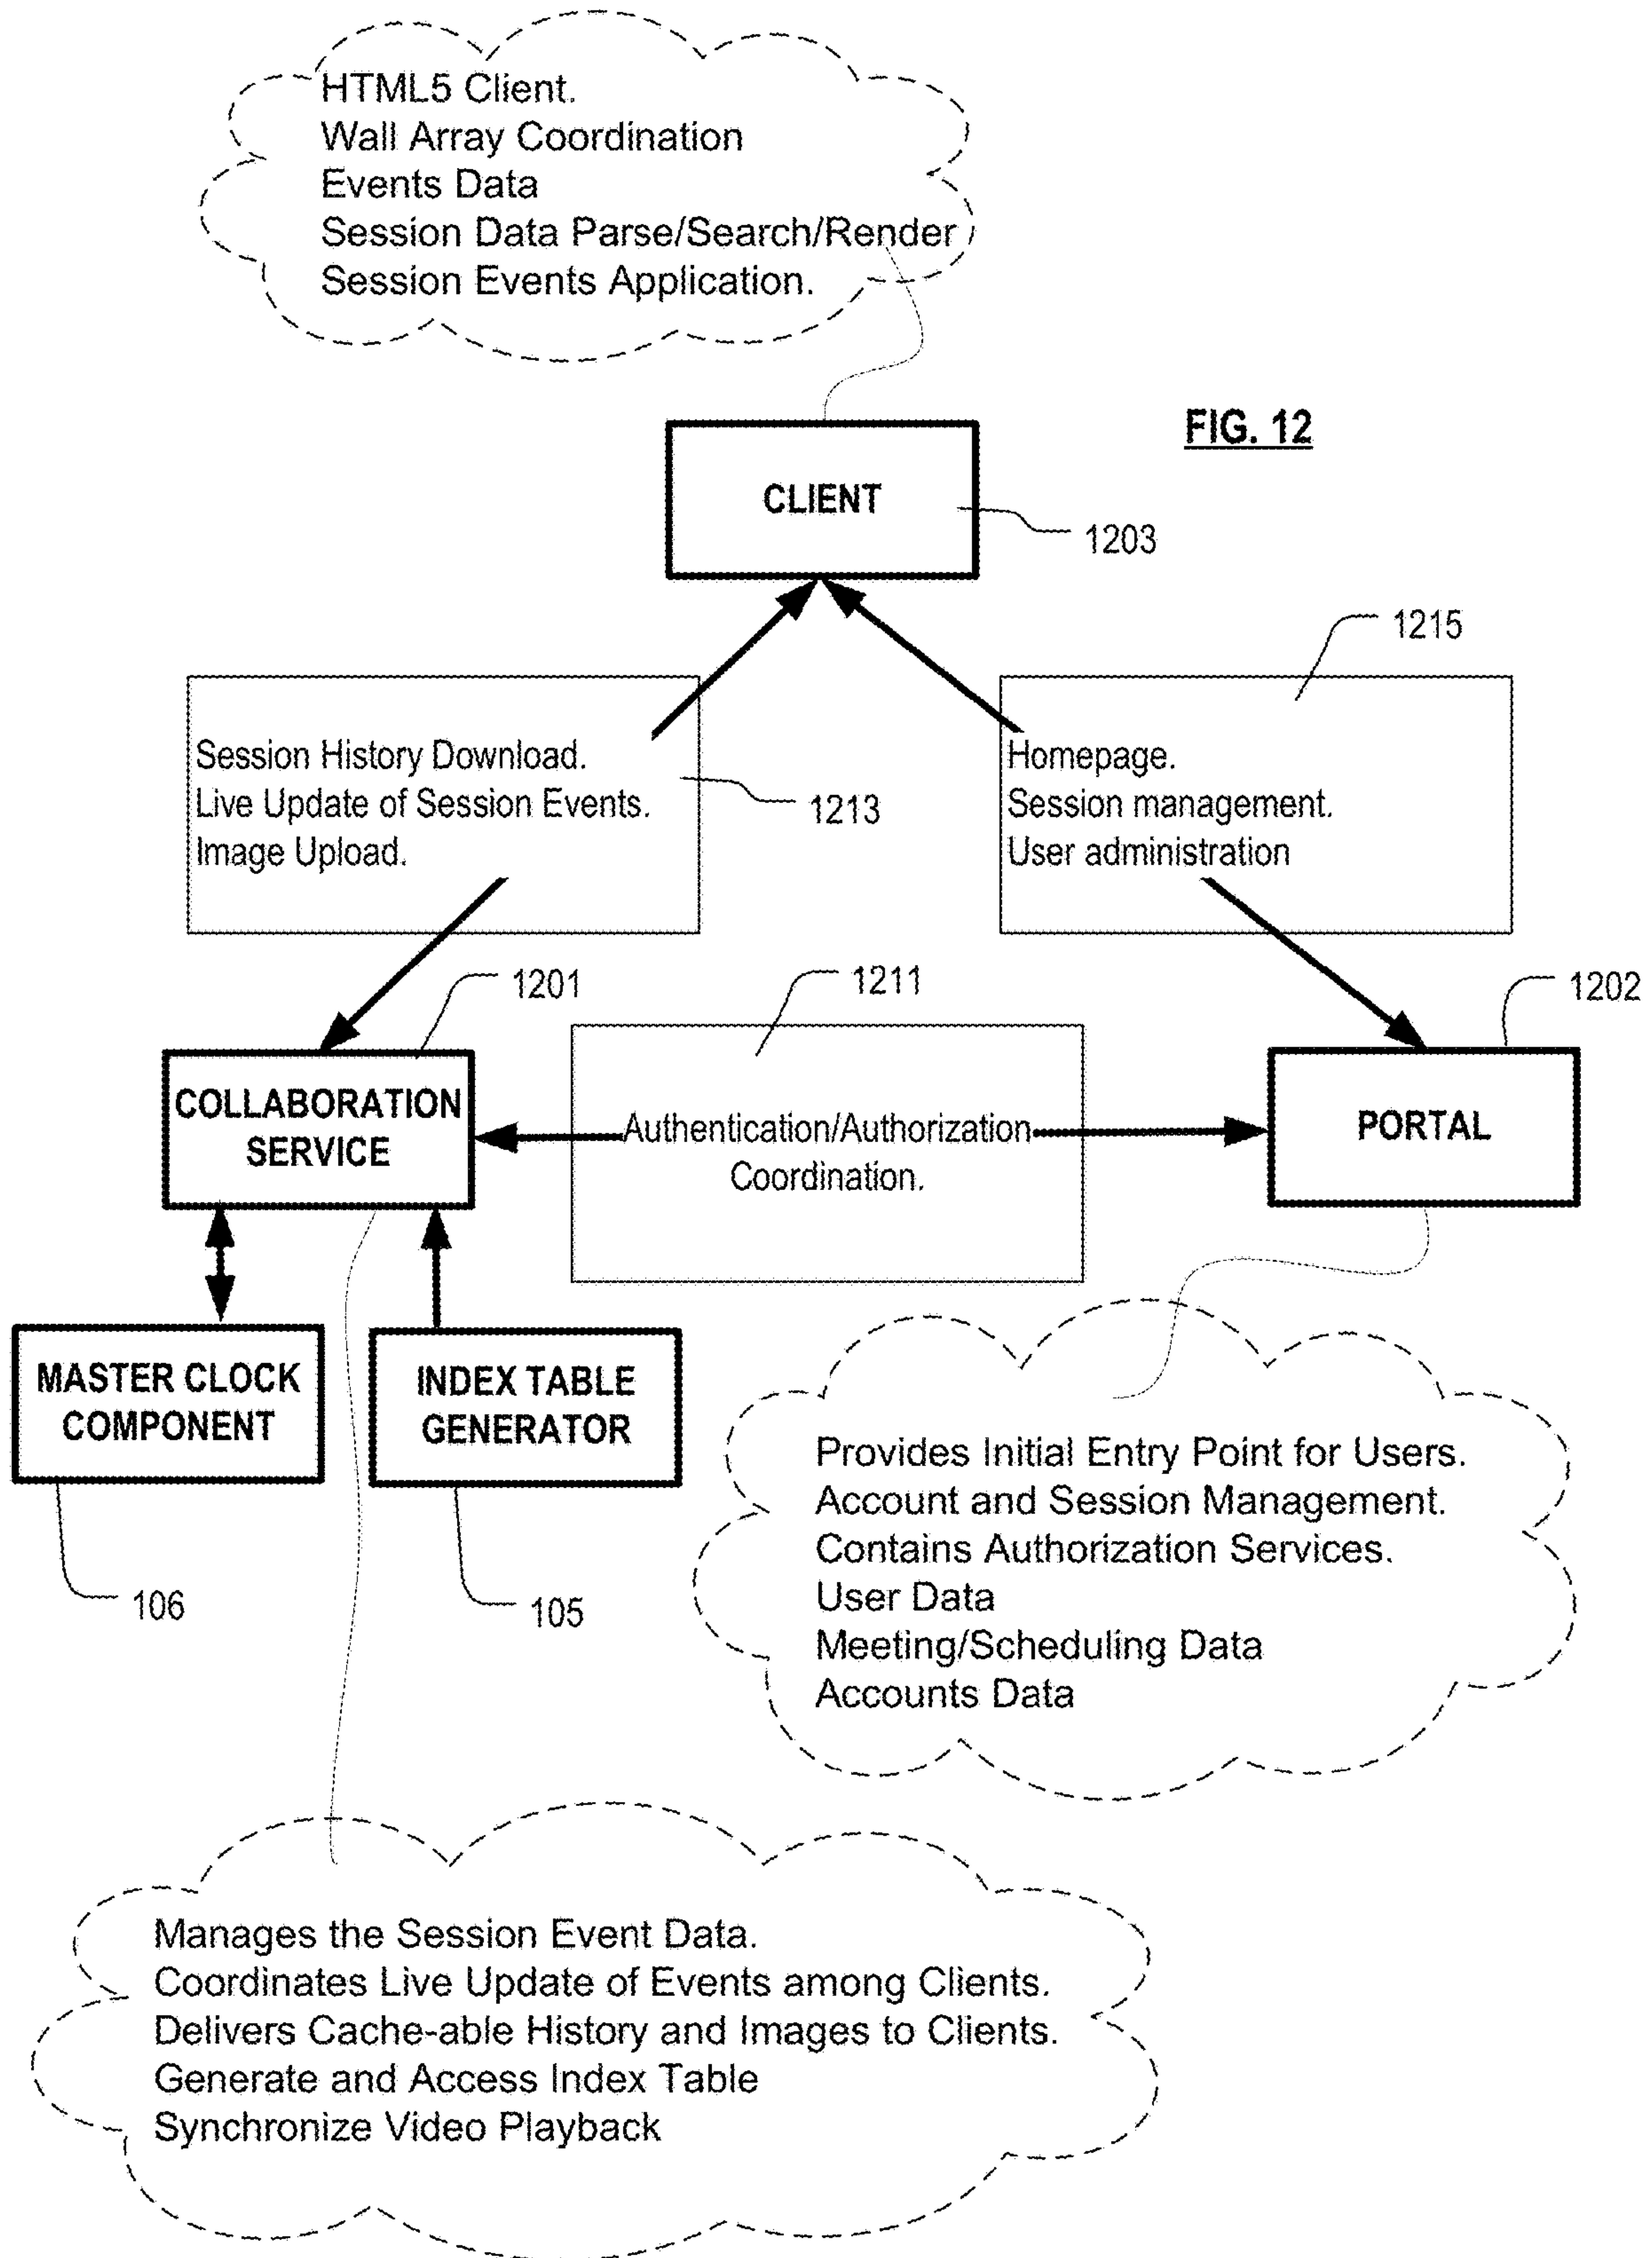 HTML5 Client.
Wall Array Coordination
Events Data
Session Data Parse/Search/Render
Session Events Application.
FIG. 12
CLIENT
1203
1215
Session History Download.
Live Update of Session Events.
Image Upload.
1213
Homepage.
Session management.
User administration
1201
1211
1202
COLLABORATION
SERVICE
Authentication/Authorization
Coordination.
PORTAL
MASTER CLOCK
COMPONENT
INDEX TABLE
GENERATOR
106
105
Provides Initial Entry Point for Users.
Account and Session Management.
Contains Authorization Services.
User Data
Meeting/Scheduling Data
Accounts Data
Manages the Session Event Data.
Coordinates Live Update of Events among Clients.
Delivers Cache-able History and Images to Clients.
Generate and Access Index Table
Synchronize Video Playback